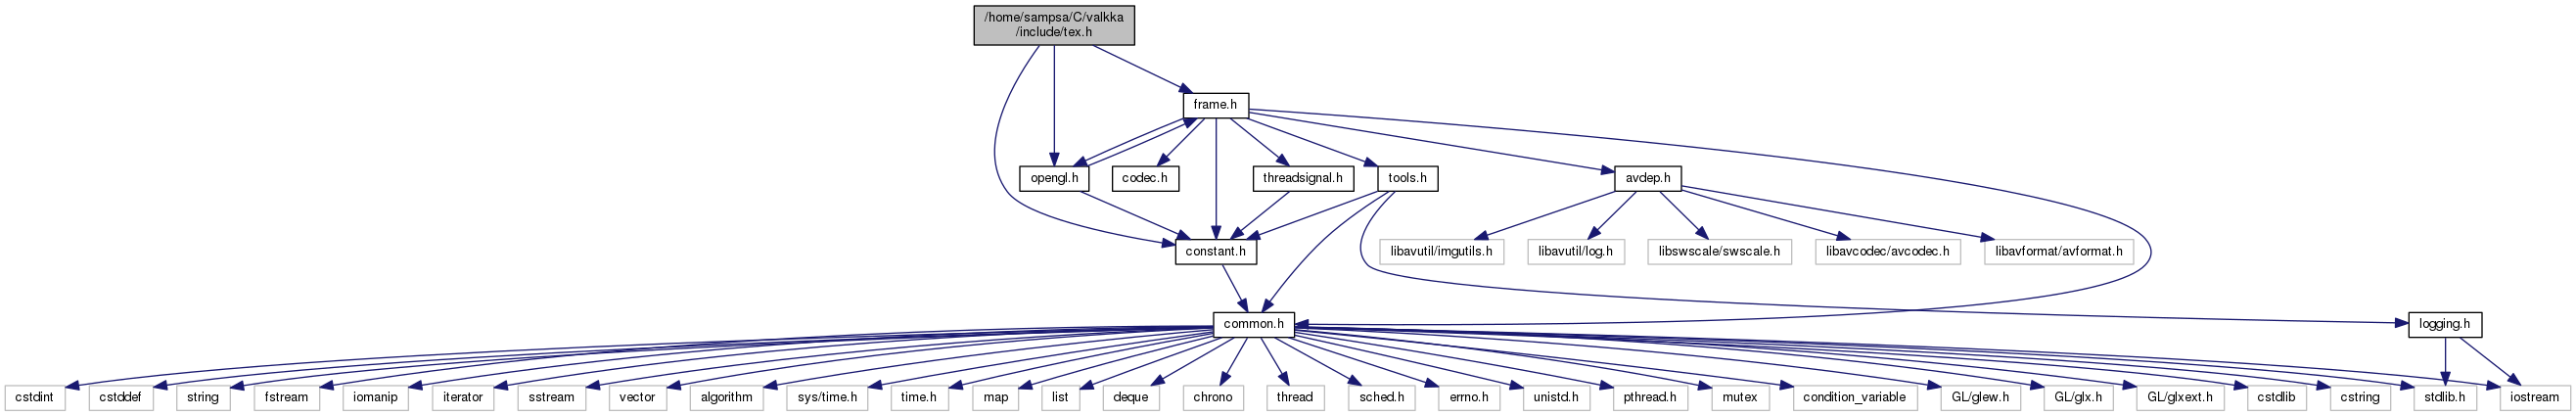 /home/sampsa/C/valkka
/include/tex.h
frame.h
opengl.h
codec.h
threadsignal.h
tools.h
avdep.h
constant.h
libavutil/imgutils.h
libavutil/log.h
libswscale/swscale.h
libavcodec/avcodec.h
libavformat/avformat.h
common.h
logging.h
cstdint
cstddef
string
fstream
iomanip
iterator
sstream
vector
algorithm
sys/time.h
time.h
map
list
deque
chrono
thread
sched.h
errno.h
unistd.h
pthread.h
mutex
condition_variable
GL/glew.h
GL/glx.h
GL/glxext.h
cstdlib
cstring
stdlib.h
iostream